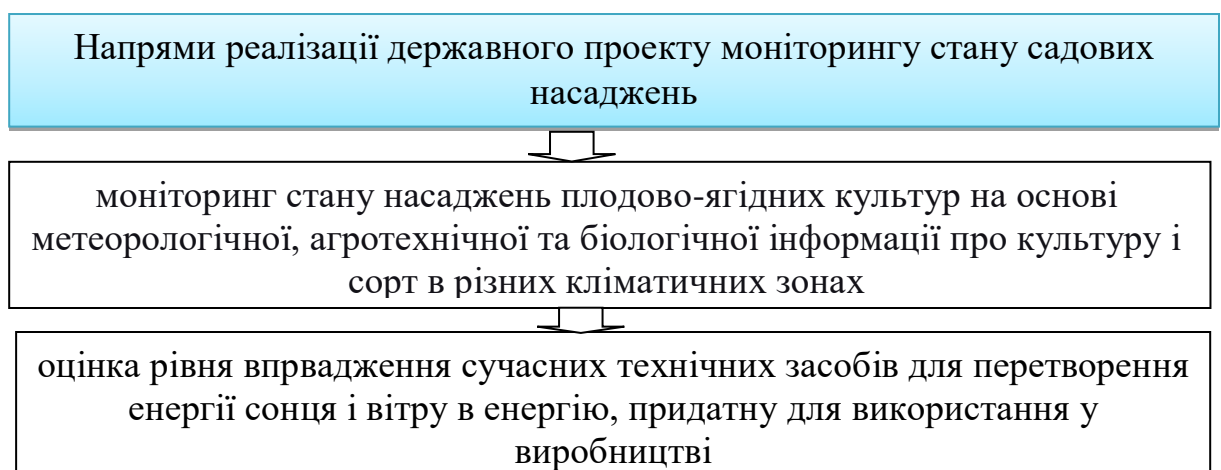 Напрями реалізації державного проекту моніторингу стану садових
насаджень
моніторинг стану насаджень плодово-ягідних культур на основі
метеорологічної, агротехнічної та біологічної інформації про культуру і
сорт в різних кліматичних зонах
оцінка рівня впрвадження сучасних технічних засобів для перетворення
енергії сонця і вітру в енергію, придатну для використання у
виробництві